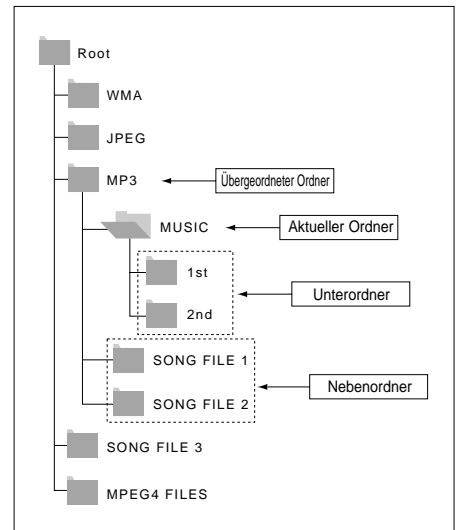 Root
WMA
JPEG
MP3 Übergeordneter Ordner
MUSIC Aktueller Ordner
1st
Unterordner
2nd
SONG FILE 1
Nebenordner
SONG FILE 2
SONG FILE 3
MPEG4 FILES